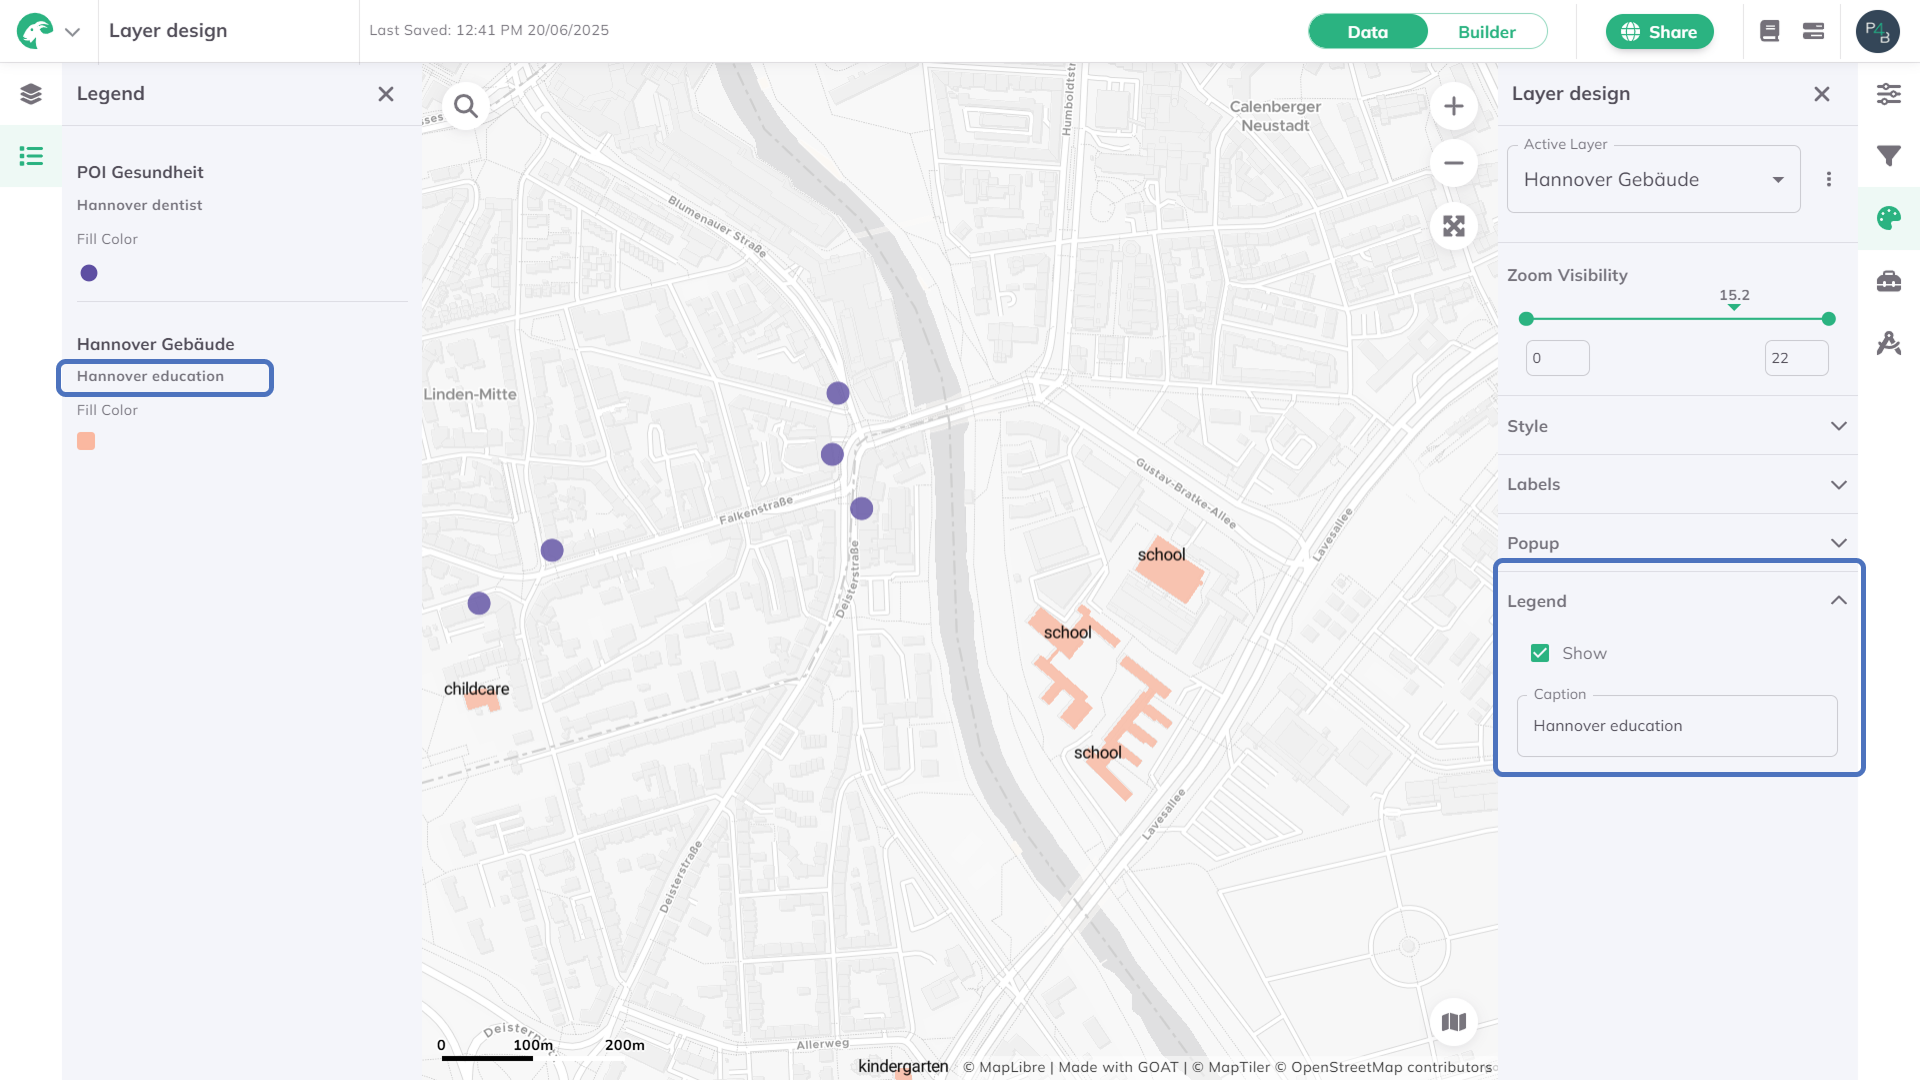 Layer design
Last Saved: 12:41 PM 20/06/2025
Data
Builder
Share
P4B
Legend
POI Gesundheit
Hannover dentist
Fill Color
Hannover Gebäude
Hannover education
Fill Color
Calenberger
Neustadt
Humboldtstr
Blumenauer Straße
Linden-Mitte
Gustav-Bratke-Allee
Falkenstraße
Lavesallee
Deisterstraße
school
school
childcare
school
Lavesallee
Deisterstraße
Allerweg
0 100m 200m
kindergarten
© MapLibre | Made with GOAT | © MapTiler © OpenStreetMap contributors
Layer design
Active Layer
Hannover Gebäude
Zoom Visibility
15.2
0
22
Style
Labels
Popup
Legend
Show
Caption
Hannover education